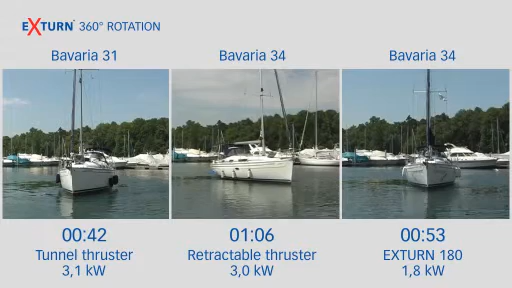 EXTURN 360° ROTATION
Bavaria 31
Bavaria 34
Bavaria 34
00:42
01:06
00:53
Tunnel thruster
Retractable thruster
EXTURN 180
3,1 kW
3,0 kW
1,8 kW